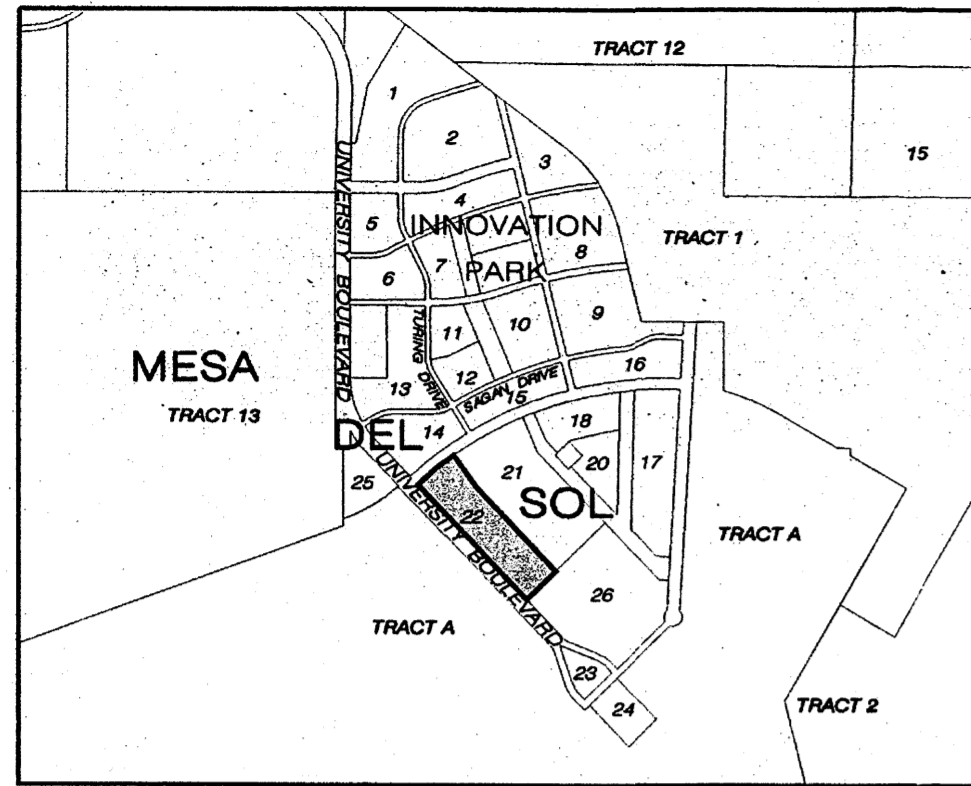 TRACT 12
1
2
3
15
UNIVERSITY BOULEVARD
4
5
INNOVATION
PARK
TRACT 1
8
7
6
9
10
11
TURING DRIVE
12
16
MESA
TRACT 13
13
SAGAN DRIVE
15
14
DEL
18
17
21
20
25
UNIVERSITY BOULEVARD
22
SOL
TRACT A
26
TRACT A
23
24
TRACT 2